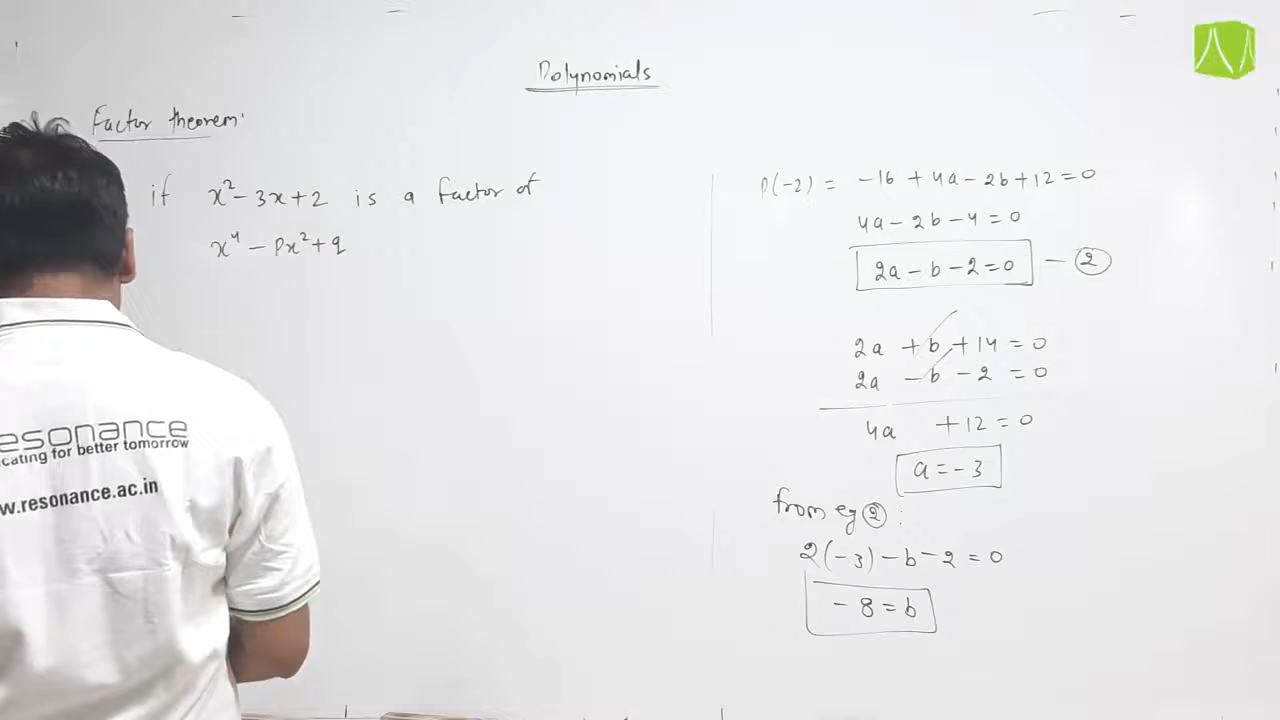 Polynomials
Factor theorem:
if x² - 3x + 2 is a factor of
x⁴ - px² + q
P(-2) = -16 + 4a - 2b + 12 = 0
4a - 2b - 4 = 0
2a - b - 2 = 0 - ②
2a + b + 14 = 0
2a - b - 2 = 0
4a + 12 = 0
a = -3
from eq ② :
2(-3) - b - 2 = 0
-8 = b
esonance
cating for better tomorrow
w.resonance.ac.in